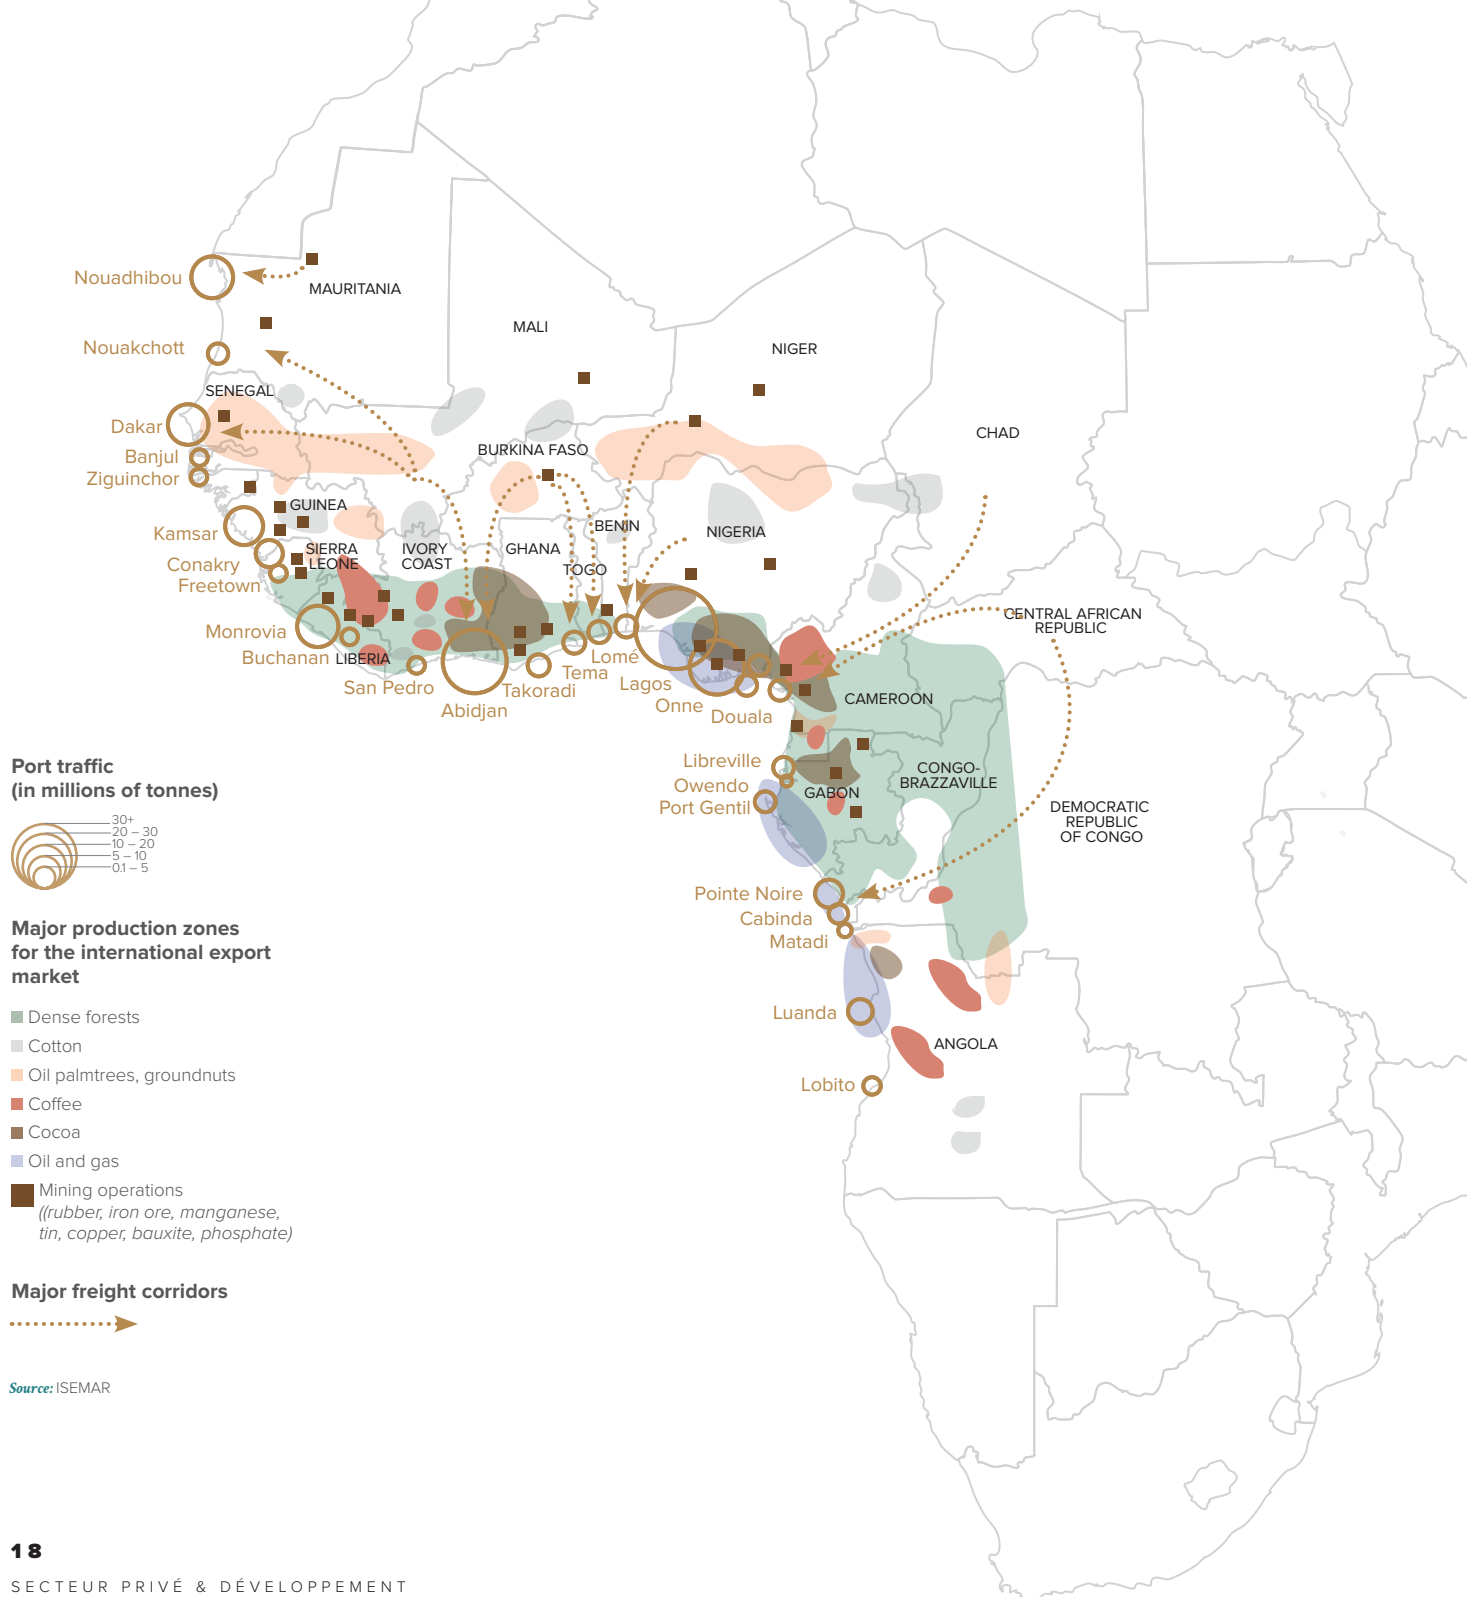 Nouadhibou
MAURITANIA
MALI
Nouakchott
NIGER
SENEGAL
Dakar
CHAD
BURKINA FASO
Banjul
Ziguinchor
GUINEA
BENIN
NIGERIA
Kamsar
SIERRA
LEONE
IVORY
COAST
GHANA
TOGO
Conakry
Freetown
CENTRAL AFRICAN
REPUBLIC
Monrovia
Buchanan
LIBERIA
Lomé
Tema
San Pedro
Takoradi
Lagos
Abidjan
Onne
Douala
CAMEROON
Port traffic
(in millions of tonnes)
30+
20 – 30
10 – 20
5 – 10
0.1 – 5
Libreville
Owendo
Port Gentil
GABON
CONGO-
BRAZZAVILLE
DEMOCRATIC
REPUBLIC
OF CONGO
Pointe Noire
Cabinda
Matadi
Luanda
ANGOLA
Lobito
Major production zones
for the international export
market
Dense forests
Cotton
Oil palmtrees, groundnuts
Coffee
Cocoa
Oil and gas
Mining operations
((rubber, iron ore, manganese,
tin, copper, bauxite, phosphate)
Major freight corridors
Source: ISEMAR
18
SECTEUR PRIVÉ & DÉVELOPPEMENT